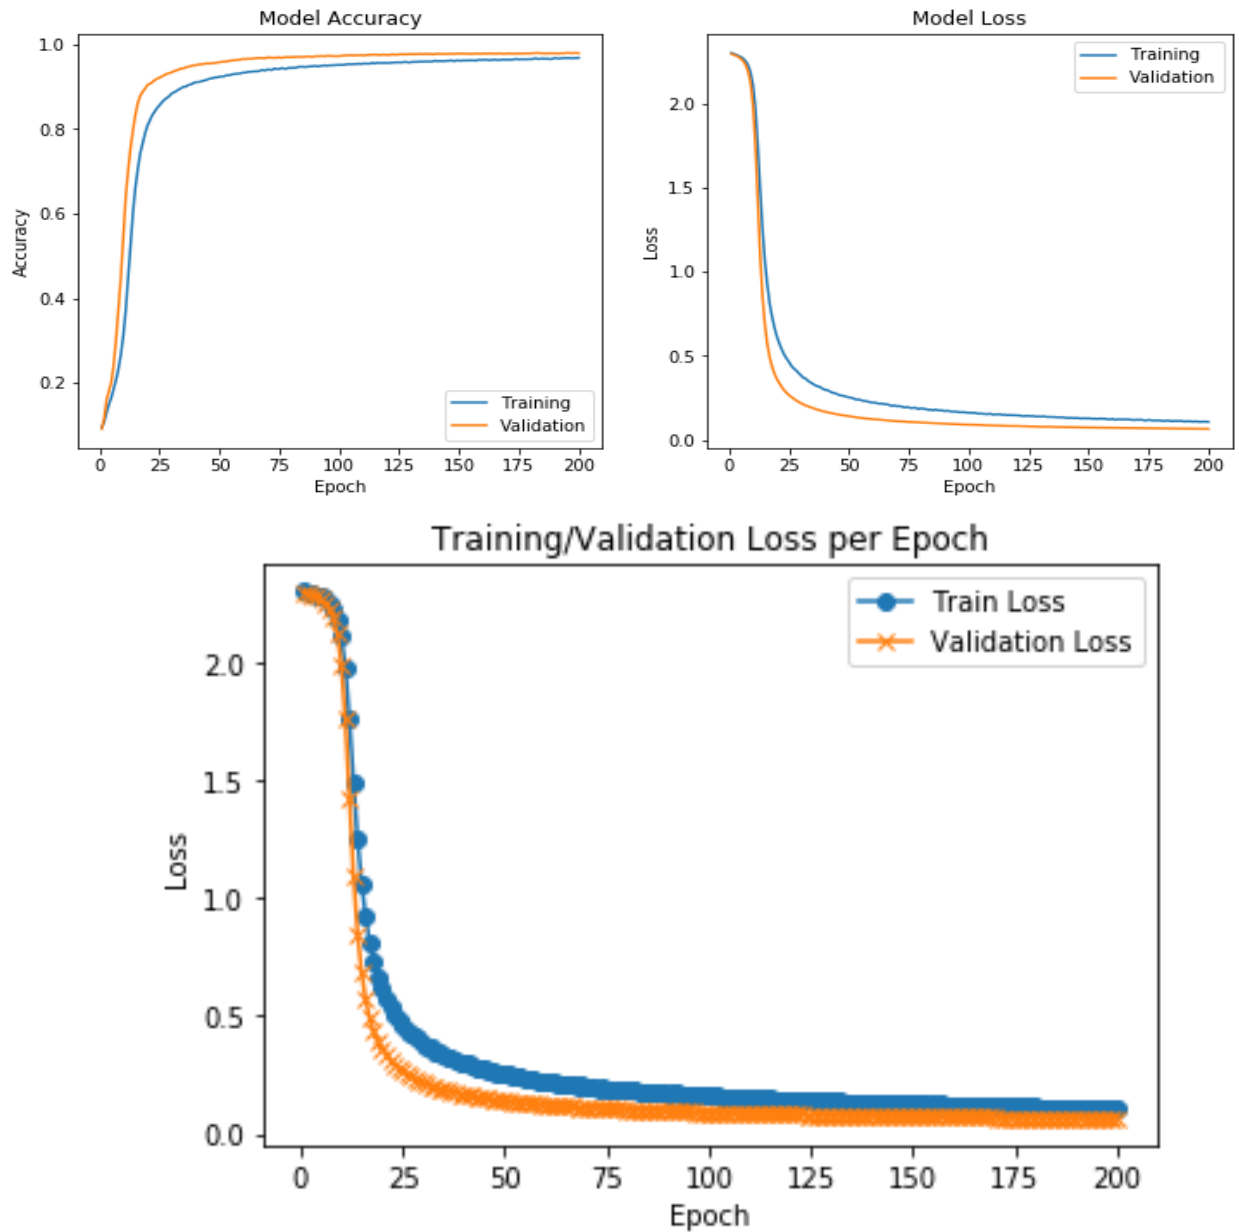 Model Accuracy
1.0
0.8
0.6
0.4
0.2
Accuracy
Training
Validation
0 25 50 75 100 125 150 175 200
Epoch
Model Loss
Training
Validation
2.0
1.5
1.0
0.5
0.0
Loss
0 25 50 75 100 125 150 175 200
Epoch
Training/Validation Loss per Epoch
Train Loss
Validation Loss
2.0
1.5
1.0
0.5
0.0
Loss
0 25 50 75 100 125 150 175 200
Epoch